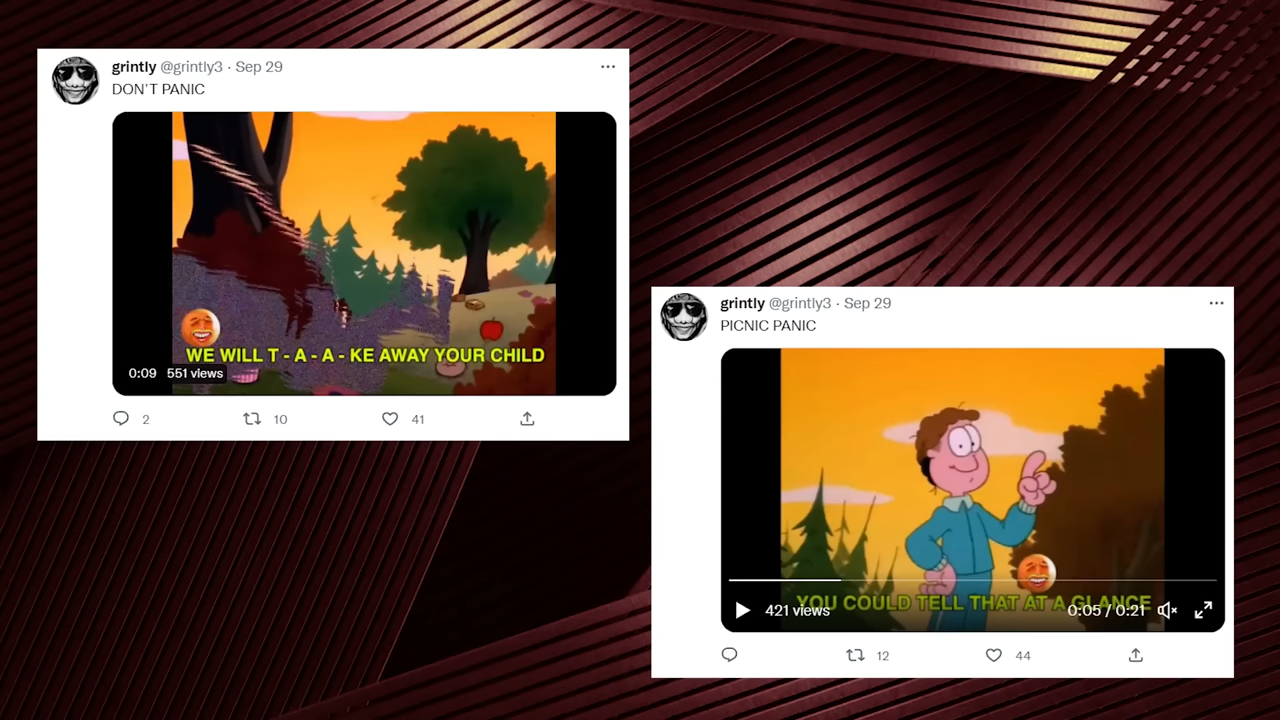 grintly @grintly3 · Sep 29
DON'T PANIC
WE WILL T - A - A - KE AWAY YOUR CHILD
0:09 551 views
2 10 41
grintly @grintly3 · Sep 29
PICNIC PANIC
YOU COULD TELL THAT AT A GLANCE
421 views 0:05 / 0:21
12 44